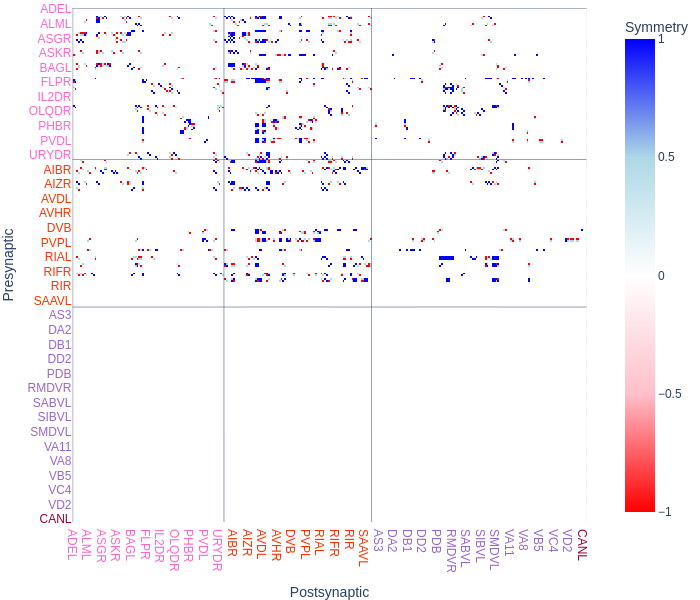 Symmetry
1
0.5
0
−0.5
−1
Presynaptic
ADEL
ALML
ASGR
ASKR
BAGL
FLPR
IL2DR
OLQDR
PHBR
PVDL
URYDR
AIBR
AIZR
AVDL
AVHR
DVB
PVPL
RIAL
RIFR
RIR
SAAVL
AS3
DA2
DB1
DD2
PDB
RMDVR
SABVL
SIBVL
SMDVL
VA11
VA8
VB5
VC4
VD2
CANL
ADEL
ALML
ASGR
ASKR
BAGL
FLPR
IL2DR
OLQDR
PHBR
PVDL
URYDR
AIBR
AIZR
AVDL
AVHR
DVB
PVPL
RIAL
RIFR
RIR
SAAVL
AS3
DA2
DB1
DD2
PDB
RMDVR
SABVL
SIBVL
SMDVL
VA11
VA8
VB5
VC4
VD2
CANL
Postsynaptic